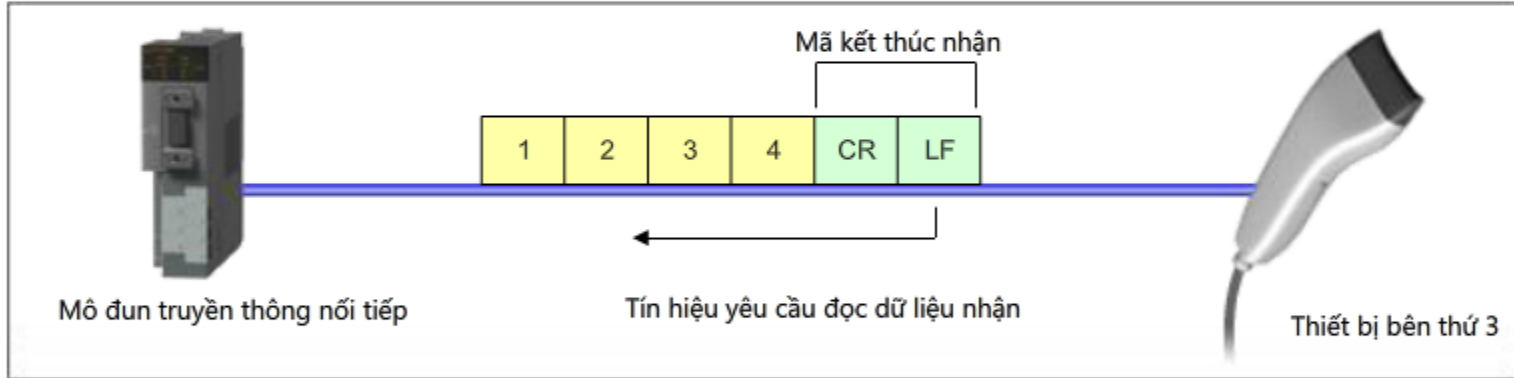 Mã kết thúc nhận
1 2 3 4 CR LF
Mô đun truyền thông nối tiếp
Tín hiệu yêu cầu đọc dữ liệu nhận
Thiết bị bên thứ 3